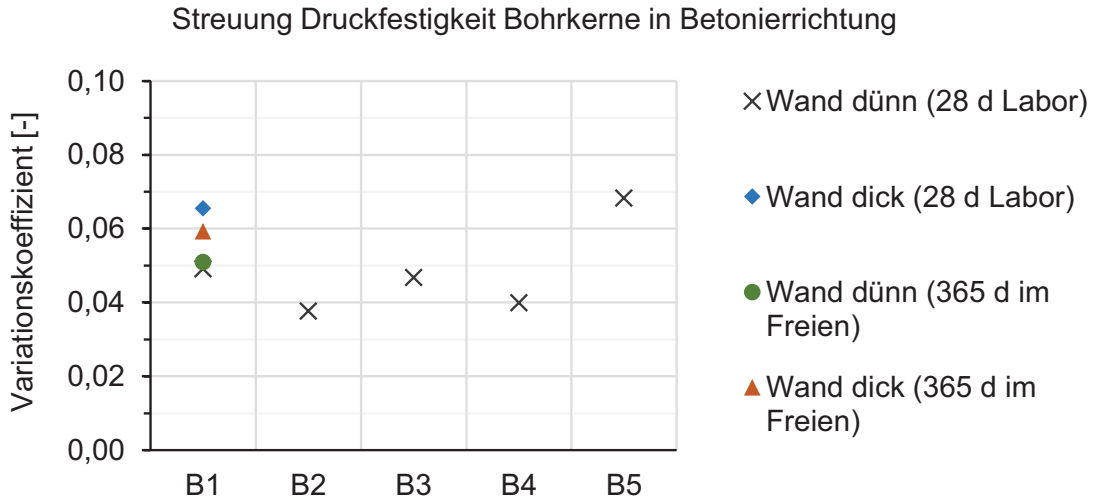 Streuung Druckfestigkeit Bohrkerne in Betonierrichtung
Variationskoeffizient [-]
0,10
0,08
0,06
0,04
0,02
0,00
B1
B2
B3
B4
B5
Wand dünn (28 d Labor)
Wand dick (28 d Labor)
Wand dünn (365 d im
Freien)
Wand dick (365 d im
Freien)